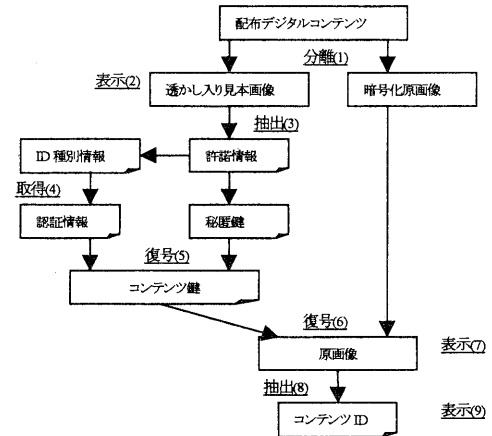 配布デジタルコンテンツ
分離(1)
表示(2)
透かし入り見本画像
暗号化原画像
抽出(3)
ID 種別情報
許諾情報
取得(4)
認証情報
秘匿鍵
復号(5)
コンテンツ鍵
復号(6)
原画像
表示(7)
抽出(8)
コンテンツ ID
表示(9)